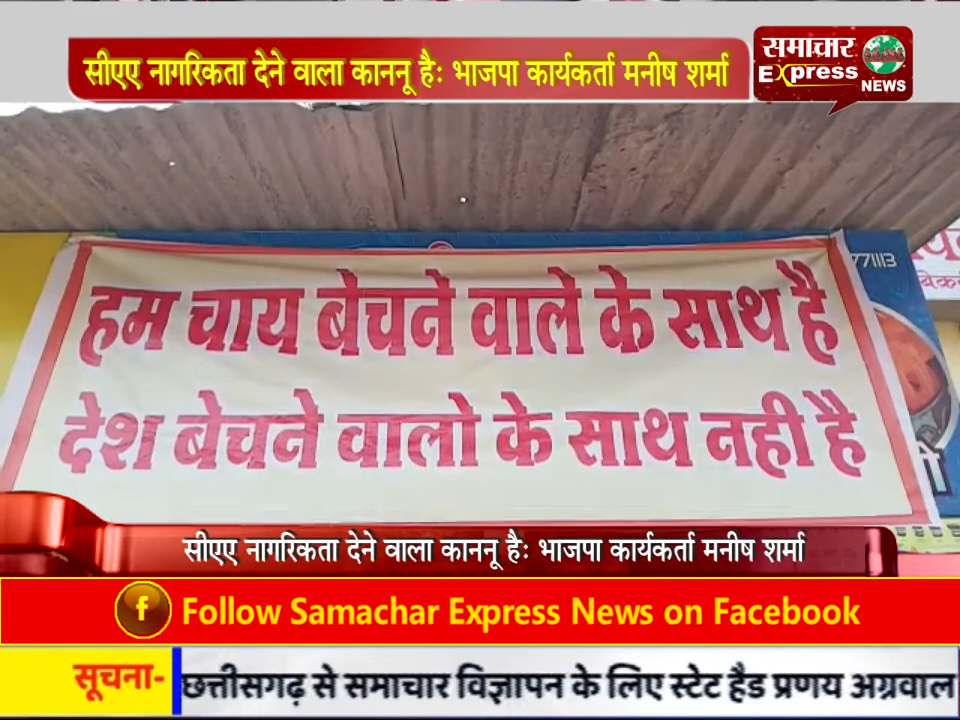 सीएए नागरिकता देने वाला काननू हैः भाजपा कार्यकर्ता मनीष शर्मा
समाचार
Express
NEWS
771113
हम चाय बेचने वाले के साथ है
देश बेचने वालो के साथ नही है
सीएए नागरिकता देने वाला काननू हैः भाजपा कार्यकर्ता मनीष शर्मा
f Follow Samachar Express News on Facebook
सूचना- छत्तीसगढ़ से समाचार विज्ञापन के लिए स्टेट हैड प्रणय अग्रवाल